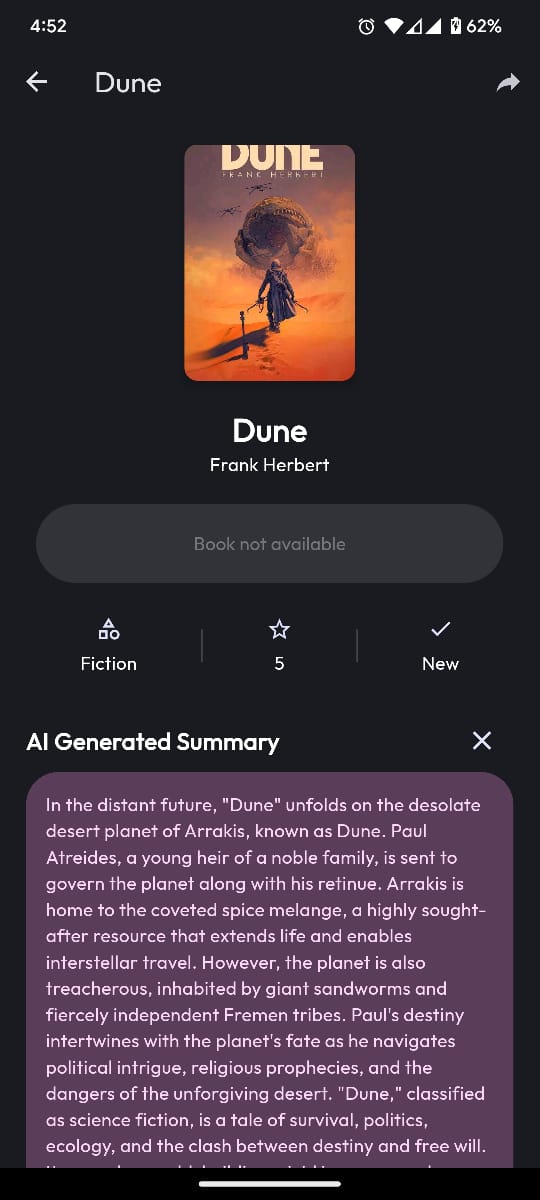 4:52
62%
Dune
DUNE
FRANK HERBERT
Dune
Frank Herbert
Book not available
Fiction
5
New
AI Generated Summary
In the distant future, "Dune" unfolds on the desolate
desert planet of Arrakis, known as Dune. Paul
Atreides, a young heir of a noble family, is sent to
govern the planet along with his retinue. Arrakis is
home to the coveted spice melange, a highly sought-
after resource that extends life and enables
interstellar travel. However, the planet is also
treacherous, inhabited by giant sandworms and
fiercely independent Fremen tribes. Paul's destiny
intertwines with the planet's fate as he navigates
political intrigue, religious prophecies, and the
dangers of the unforgiving desert. "Dune," classified
as science fiction, is a tale of survival, politics,
ecology, and the clash between destiny and free will.